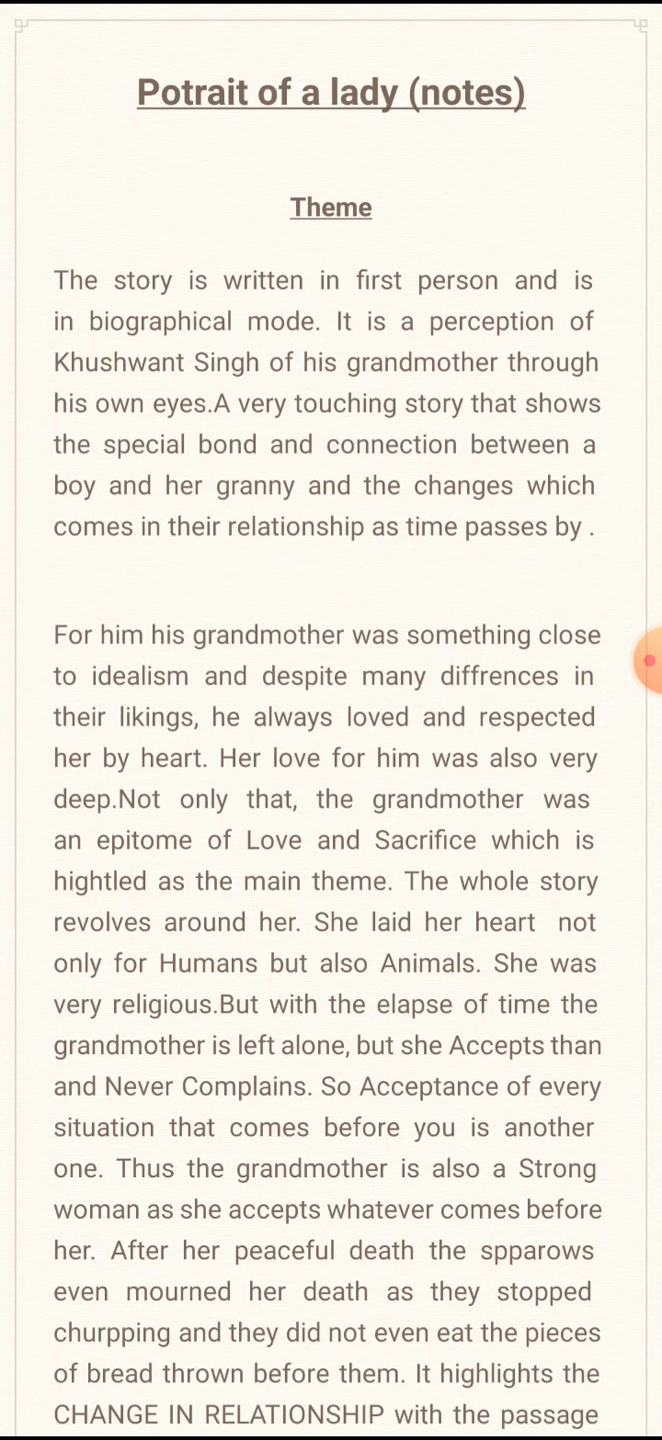 Potrait of a lady (notes)
Theme
The story is written in first person and is
in biographical mode. It is a perception of
Khushwant Singh of his grandmother through
his own eyes.A very touching story that shows
the special bond and connection between a
boy and her granny and the changes which
comes in their relationship as time passes by .
For him his grandmother was something close
to idealism and despite many diffrences in
their likings, he always loved and respected
her by heart. Her love for him was also very
deep.Not only that, the grandmother was
an epitome of Love and Sacrifice which is
hightled as the main theme. The whole story
revolves around her. She laid her heart not
only for Humans but also Animals. She was
very religious.But with the elapse of time the
grandmother is left alone, but she Accepts than
and Never Complains. So Acceptance of every
situation that comes before you is another
one. Thus the grandmother is also a Strong
woman as she accepts whatever comes before
her. After her peaceful death the spparows
even mourned her death as they stopped
churpping and they did not even eat the pieces
of bread thrown before them. It highlights the
CHANGE IN RELATIONSHIP with the passage